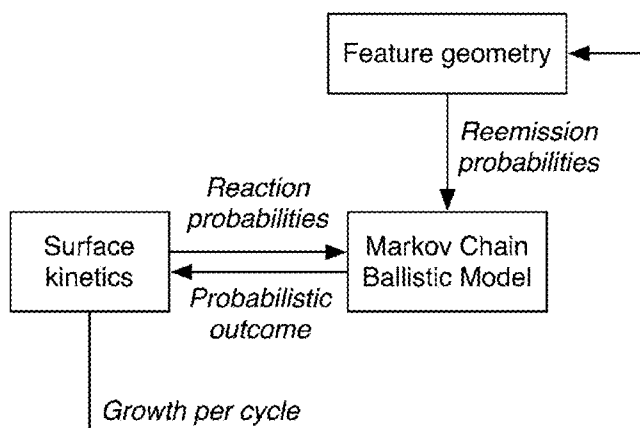 Feature geometry
Reemission
probabilities
Reaction
probabilities
Surface
kinetics
Markov Chain
Ballistic Model
Probabilistic
outcome
Growth per cycle